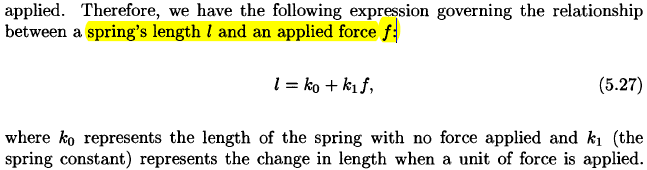 applied. Therefore, we have the following expression governing the relationship
between a spring's length l and an applied force f:
l = k₀ + k₁f, (5.27)
where k₀ represents the length of the spring with no force applied and k₁ (the
spring constant) represents the change in length when a unit of force is applied.